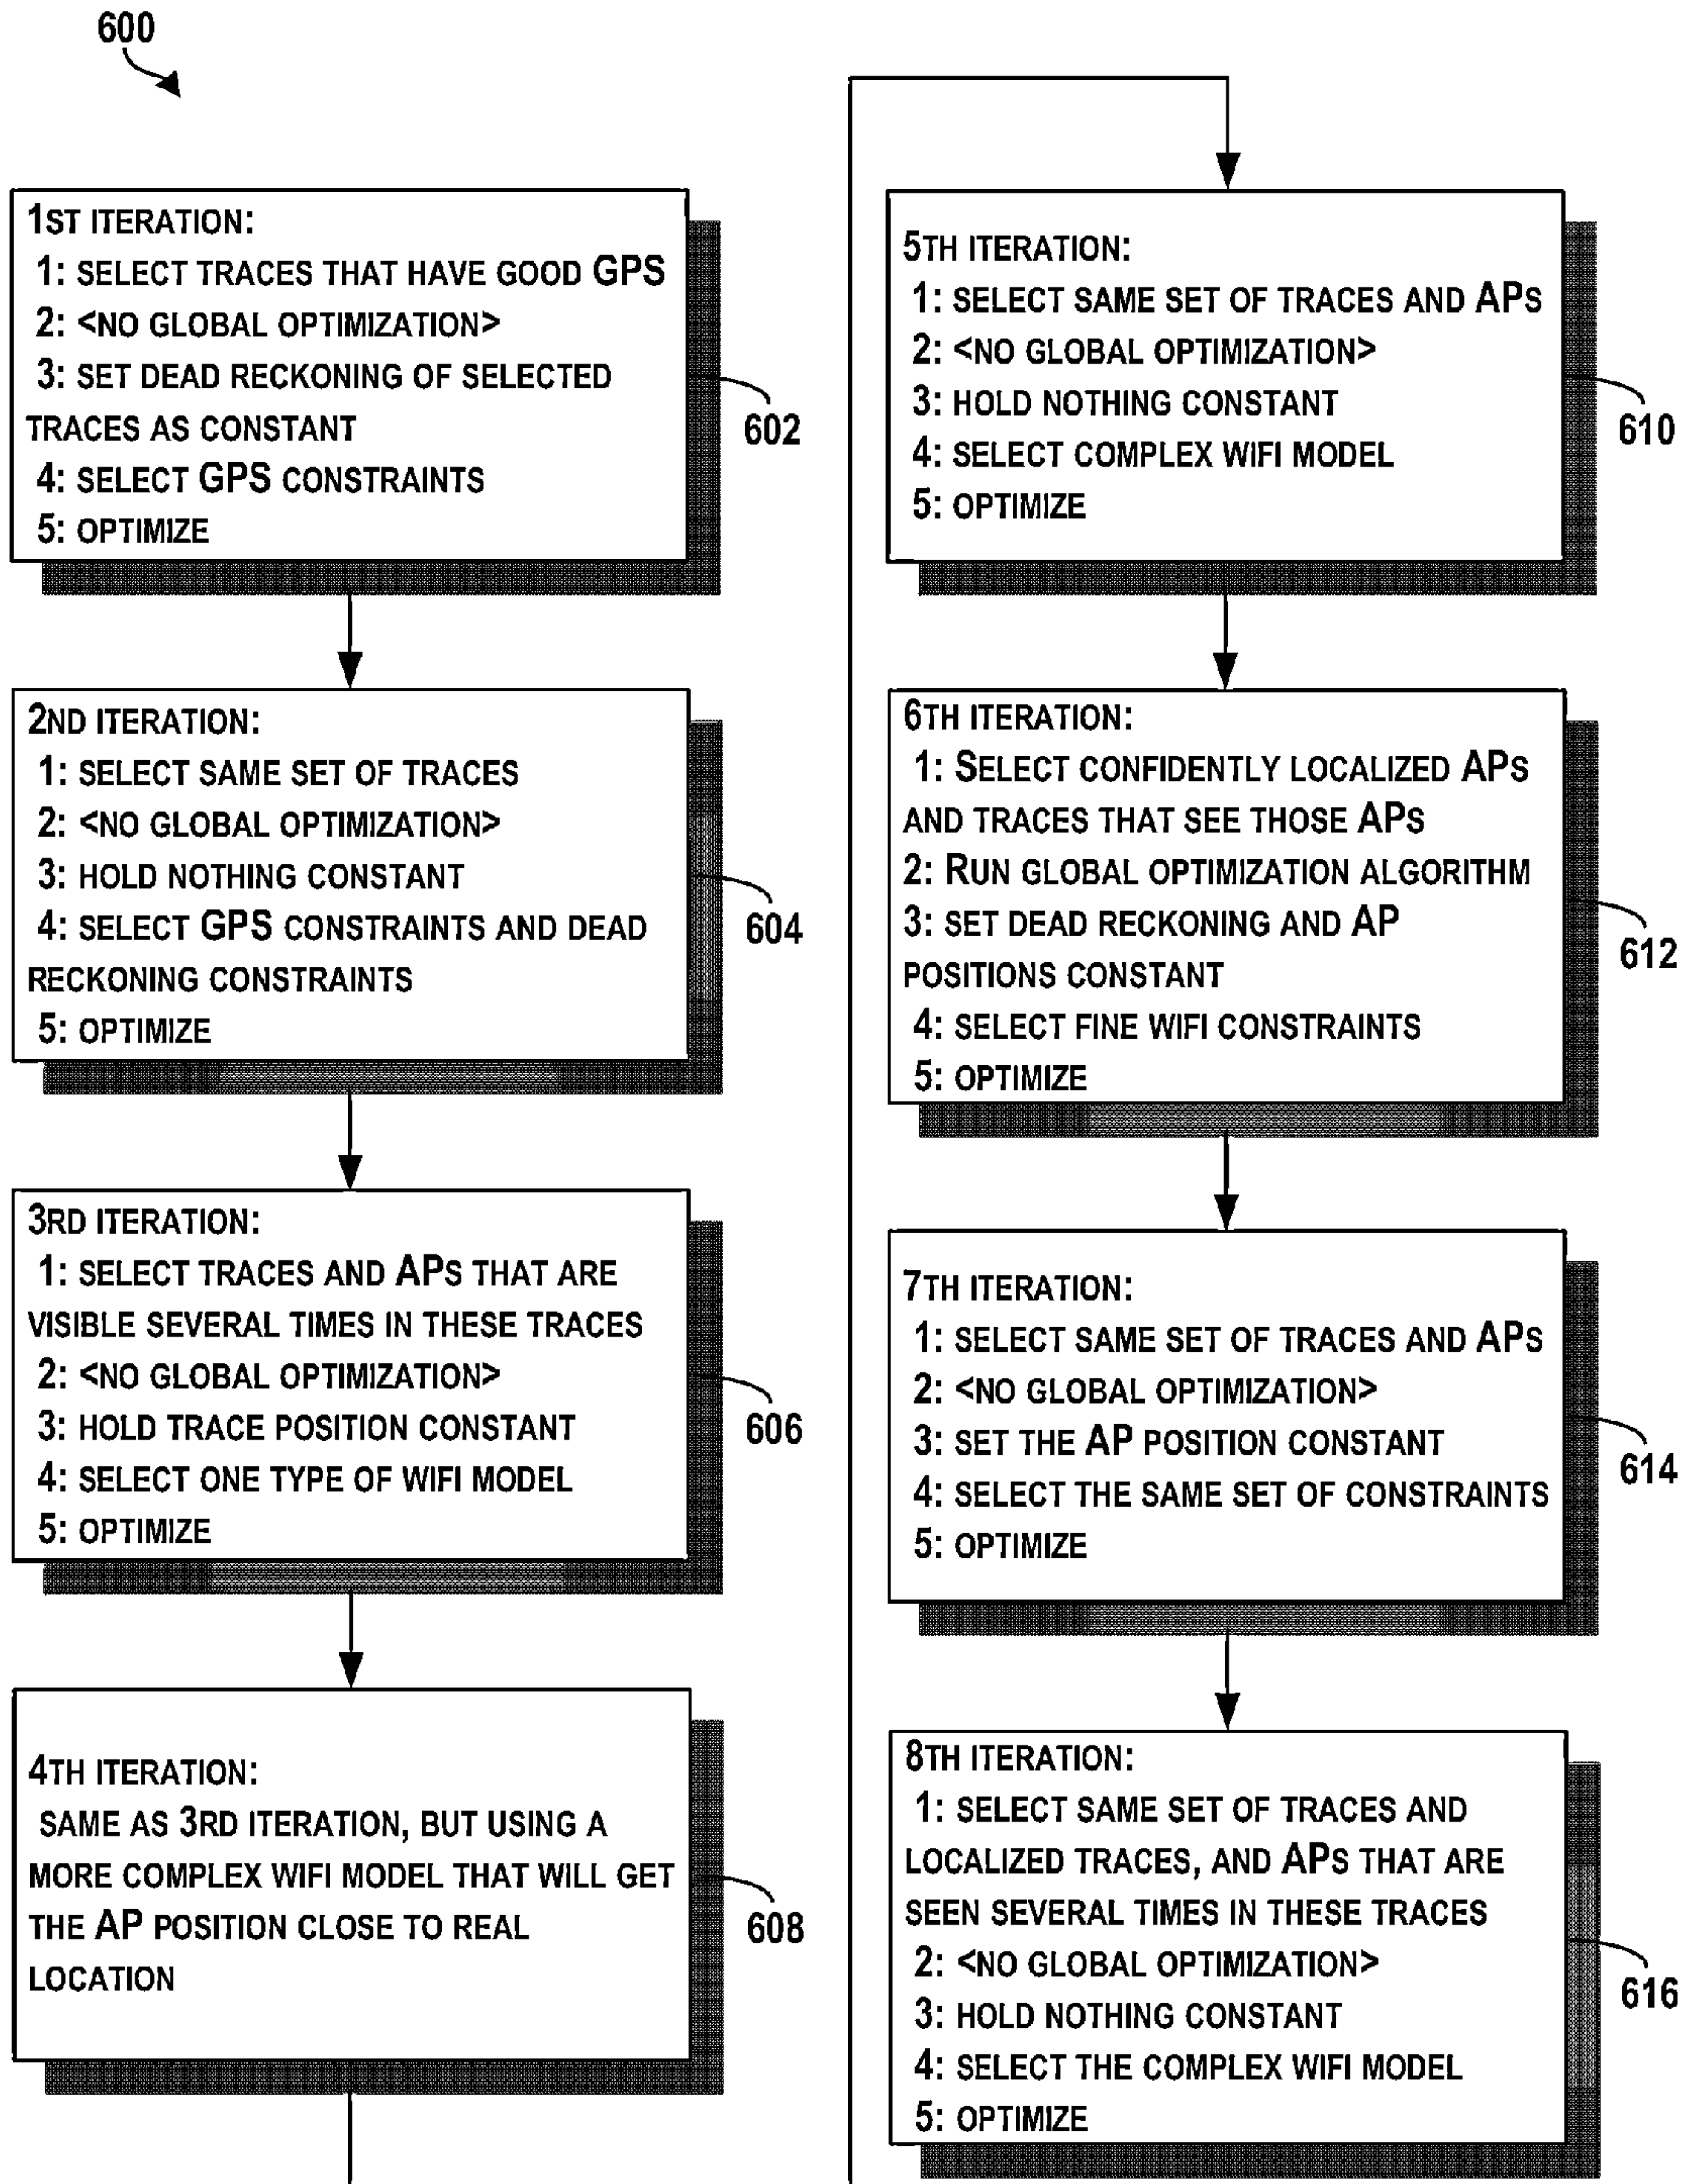 600
1ST ITERATION:
1: SELECT TRACES THAT HAVE GOOD GPS
2: <NO GLOBAL OPTIMIZATION>
3: SET DEAD RECKONING OF SELECTED
TRACES AS CONSTANT
4: SELECT GPS CONSTRAINTS
5: OPTIMIZE
602
2ND ITERATION:
1: SELECT SAME SET OF TRACES
2: <NO GLOBAL OPTIMIZATION>
3: HOLD NOTHING CONSTANT
4: SELECT GPS CONSTRAINTS AND DEAD
RECKONING CONSTRAINTS
5: OPTIMIZE
604
3RD ITERATION:
1: SELECT TRACES AND APS THAT ARE
VISIBLE SEVERAL TIMES IN THESE TRACES
2: <NO GLOBAL OPTIMIZATION>
3: HOLD TRACE POSITION CONSTANT
4: SELECT ONE TYPE OF WIFI MODEL
5: OPTIMIZE
606
4TH ITERATION:
SAME AS 3RD ITERATION, BUT USING A
MORE COMPLEX WIFI MODEL THAT WILL GET
THE AP POSITION CLOSE TO REAL
LOCATION
608
5TH ITERATION:
1: SELECT SAME SET OF TRACES AND APS
2: <NO GLOBAL OPTIMIZATION>
3: HOLD NOTHING CONSTANT
4: SELECT COMPLEX WIFI MODEL
5: OPTIMIZE
610
6TH ITERATION:
1: SELECT CONFIDENTLY LOCALIZED APS
AND TRACES THAT SEE THOSE APS
2: RUN GLOBAL OPTIMIZATION ALGORITHM
3: SET DEAD RECKONING AND AP
POSITIONS CONSTANT
4: SELECT FINE WIFI CONSTRAINTS
5: OPTIMIZE
612
7TH ITERATION:
1: SELECT SAME SET OF TRACES AND APS
2: <NO GLOBAL OPTIMIZATION>
3: SET THE AP POSITION CONSTANT
4: SELECT THE SAME SET OF CONSTRAINTS
5: OPTIMIZE
614
8TH ITERATION:
1: SELECT SAME SET OF TRACES AND
LOCALIZED TRACES, AND APS THAT ARE
SEEN SEVERAL TIMES IN THESE TRACES
2: <NO GLOBAL OPTIMIZATION>
3: HOLD NOTHING CONSTANT
4: SELECT THE COMPLEX WIFI MODEL
5: OPTIMIZE
616